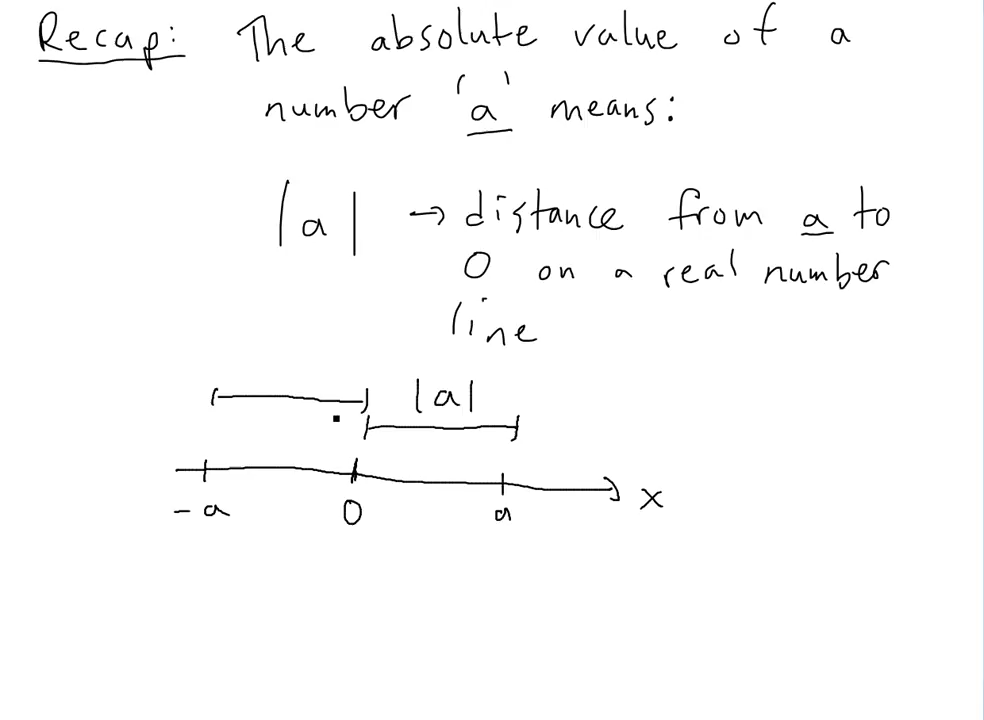 Recap: The absolute value of a
number 'a' means:
|a| → distance from a to
0 on a real number
line
|a|
-a 0 a x